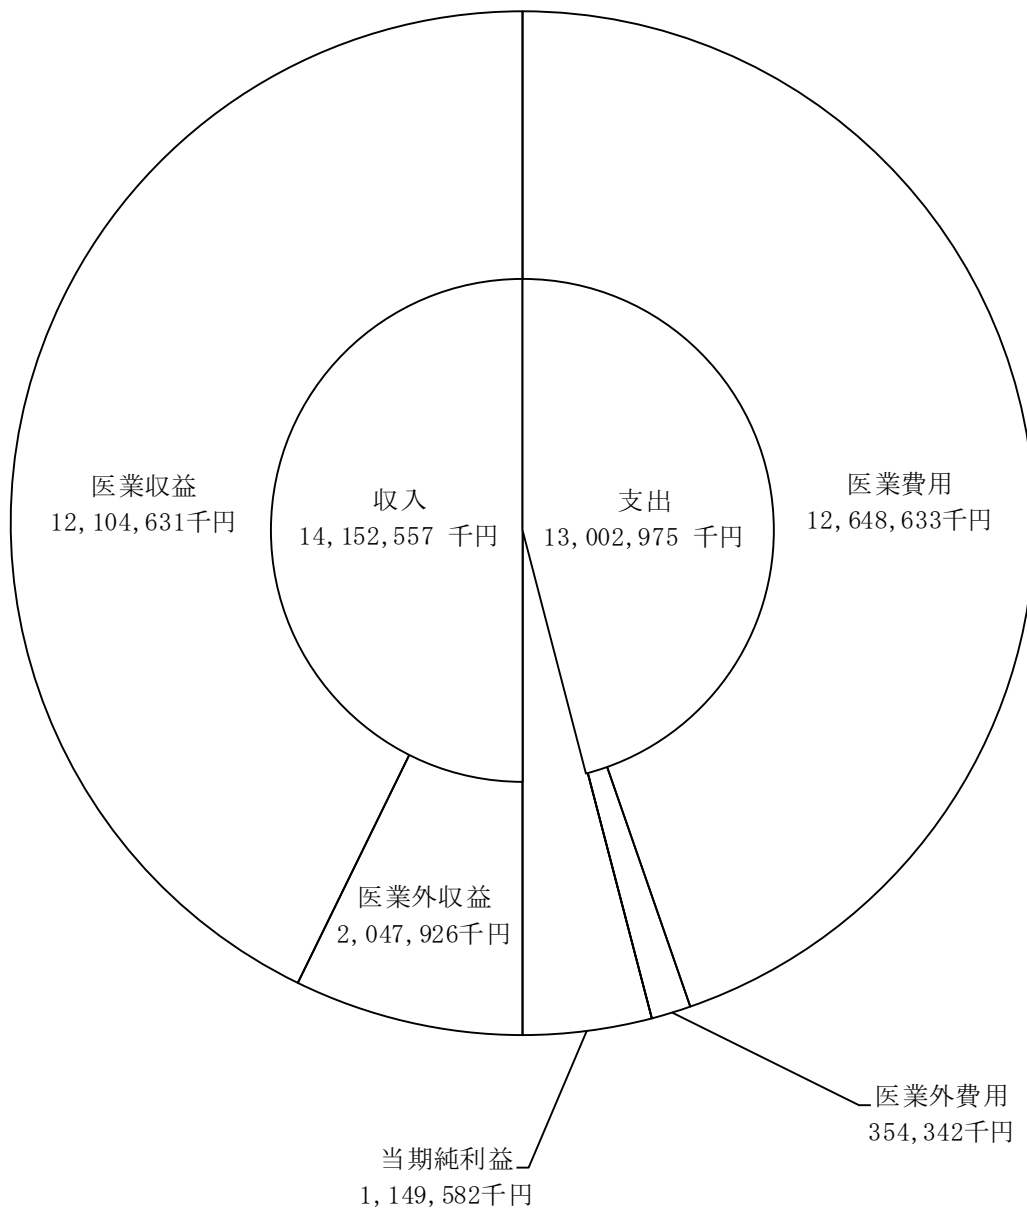 医業収益
12,104,631千円
収入
14,152,557 千円
支出
13,002,975 千円
医業費用
12,648,633千円
医業外収益
2,047,926千円
医業外費用
354,342千円
当期純利益
1,149,582千円